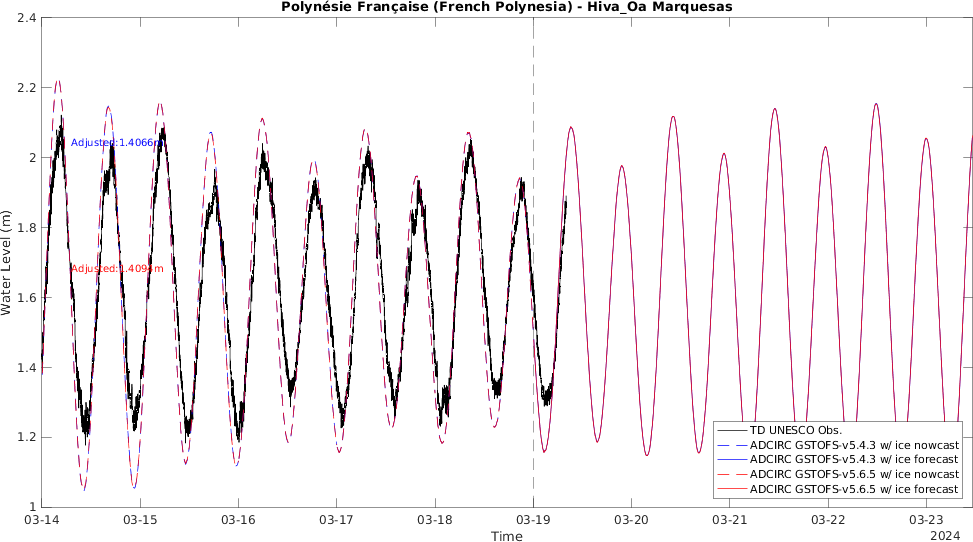 Polynésie Française (French Polynesia) - Hiva_Oa Marquesas
2.4
2.2
2
1.8
1.6
1.4
1.2
1
Water Level (m)
Adjusted:1.4066m
Adjusted:1.4094m
TD UNESCO Obs.
ADCIRC GSTOFS-v5.4.3 w/ ice nowcast
ADCIRC GSTOFS-v5.4.3 w/ ice forecast
ADCIRC GSTOFS-v5.6.5 w/ ice nowcast
ADCIRC GSTOFS-v5.6.5 w/ ice forecast
03-14 03-15 03-16 03-17 03-18 03-19 03-20 03-21 03-22 03-23
Time
2024